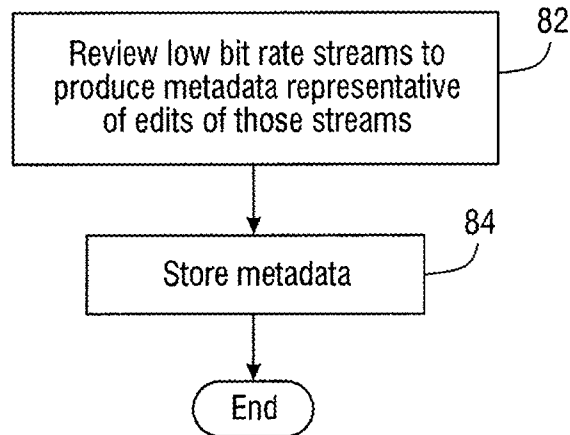 82
Review low bit rate streams to
produce metadata representative
of edits of those streams
84
Store metadata
End